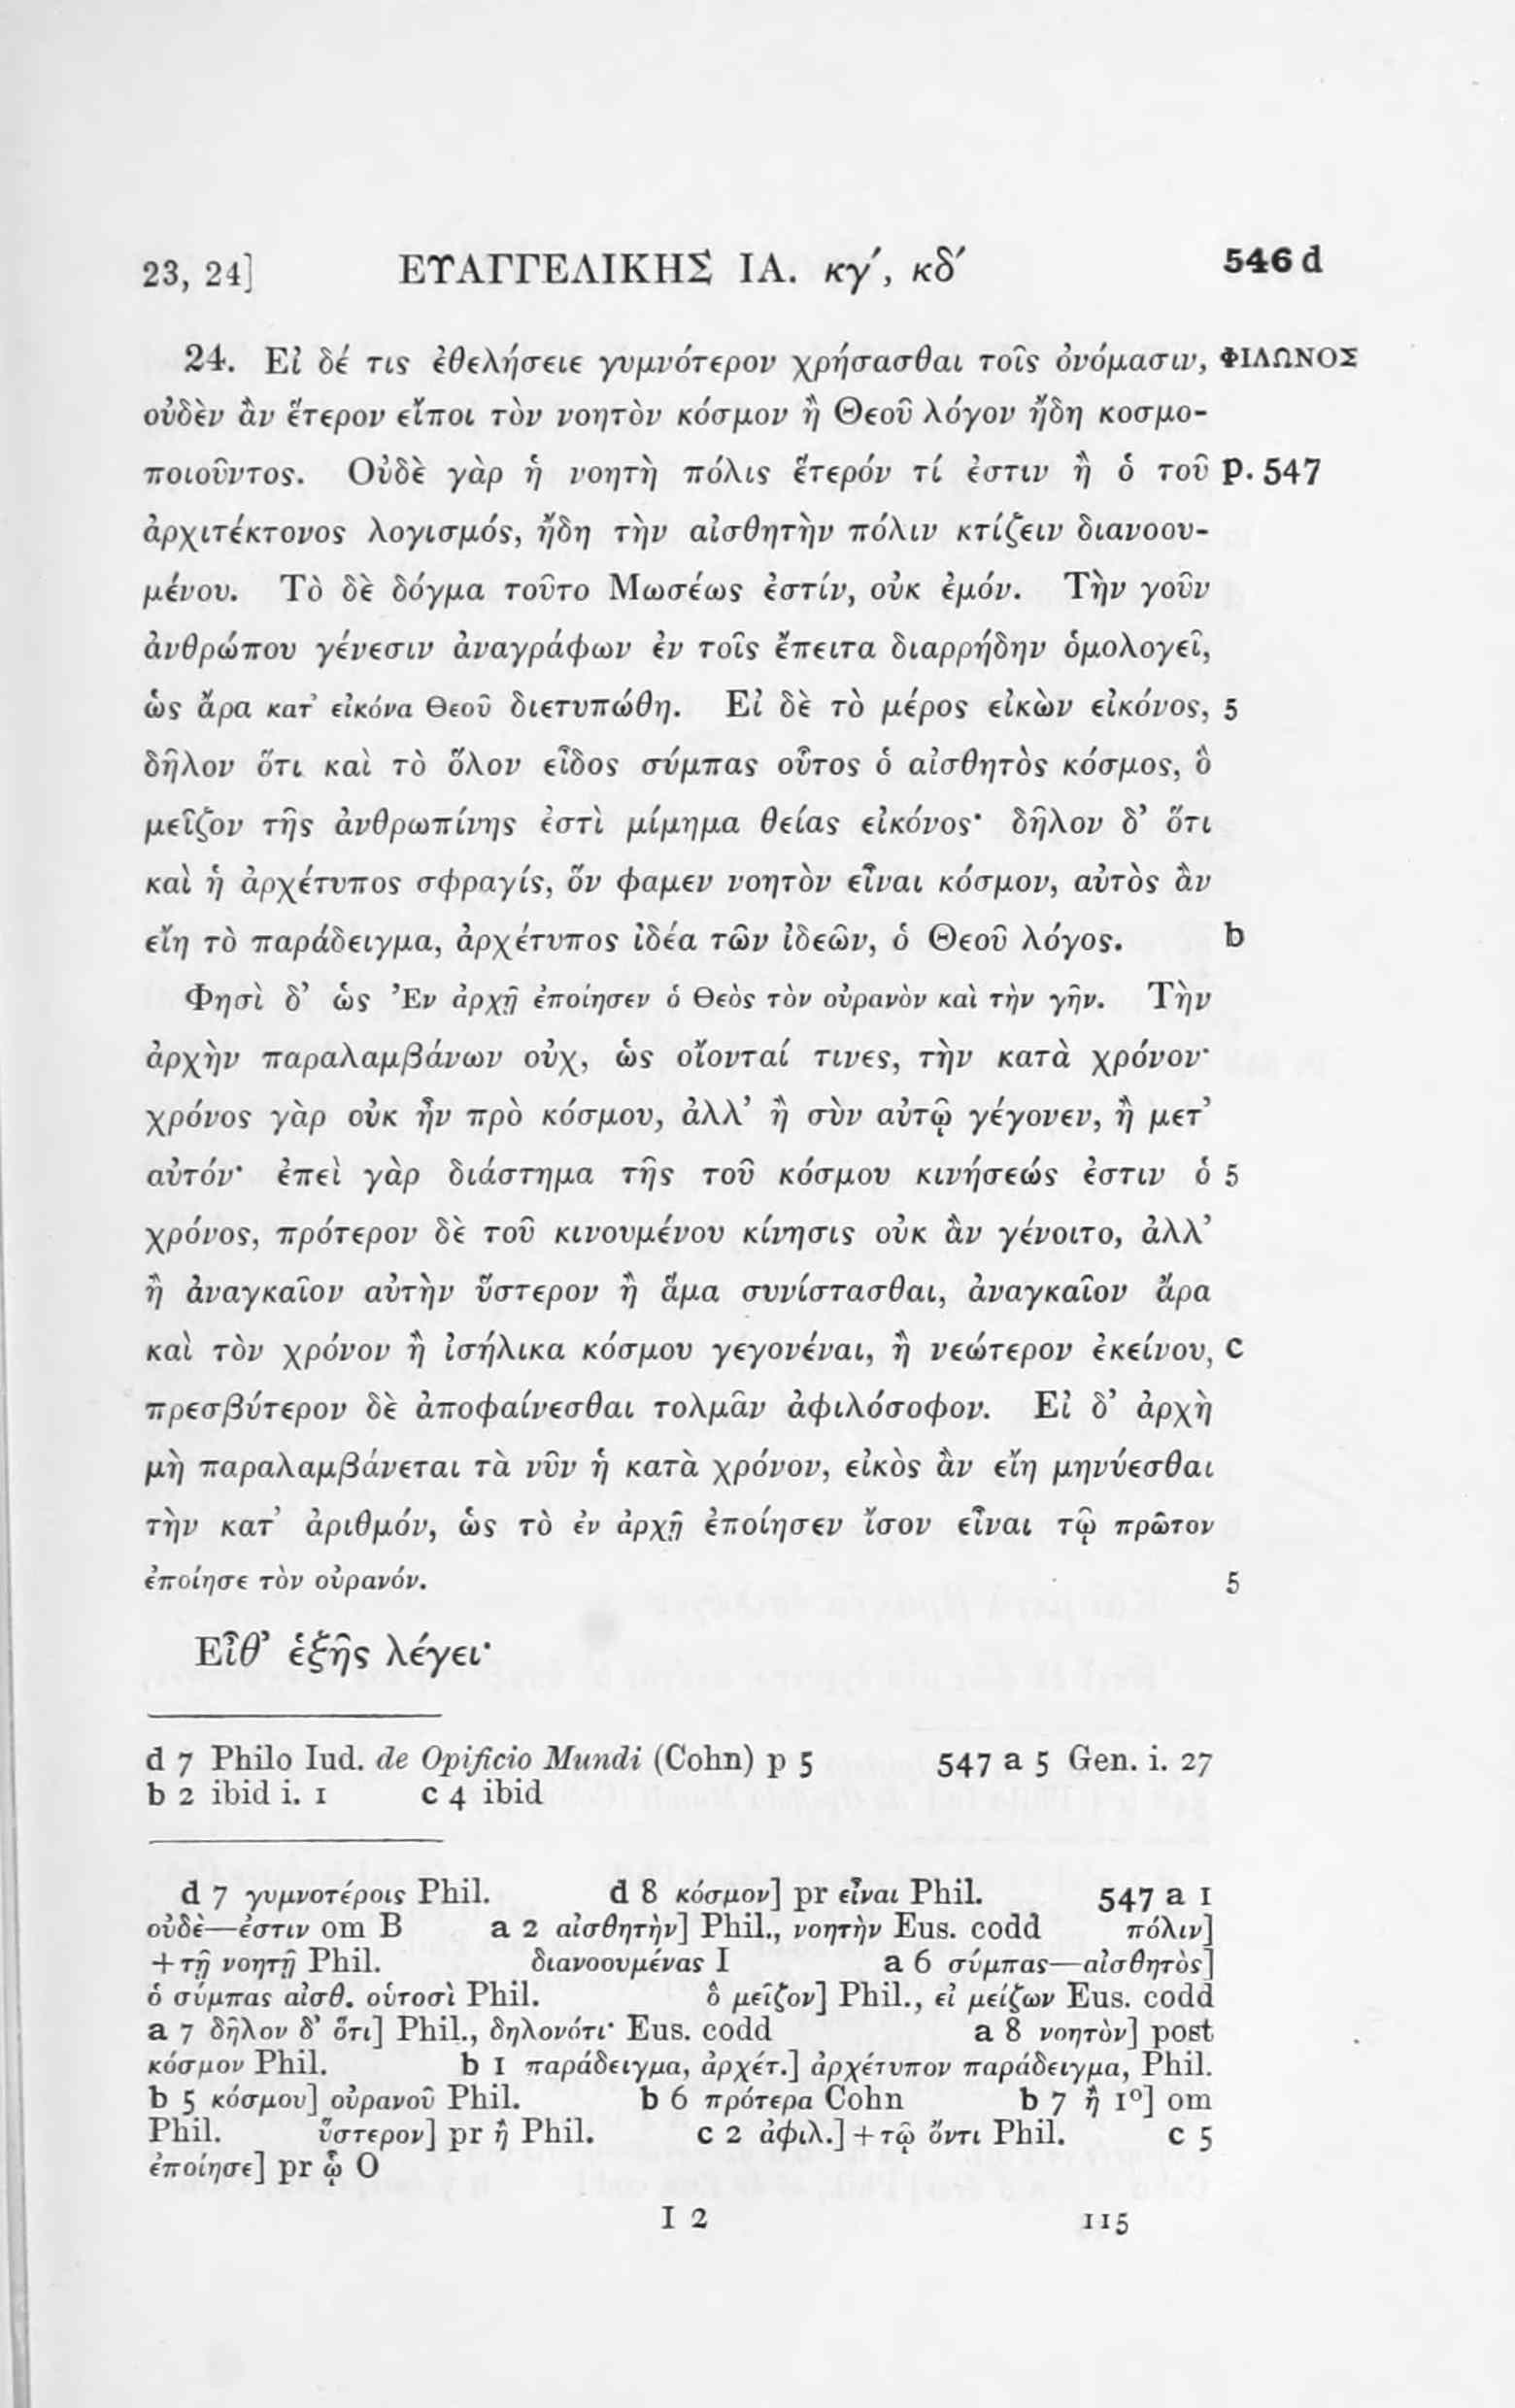 23, 24] ΕΥΑΓΓΕΛΙΚΗΣ ΙΑ. κγ′, κδ′ 546 d
24. Εἰ δέ τις ἐθελήσειε γυμνότερον χρήσασθαι τοῖς ὀνόμασιν, ΦΙΛΩΝΟΣ
οὐδὲν ἂν ἕτερον εἴποι τὸν νοητὸν κόσμον ἢ Θεοῦ λόγον ἤδη κοσμο-
ποιοῦντος. Οὐδὲ γὰρ ἡ νοητὴ πόλις ἕτερόν τί ἐστιν ἢ ὁ τοῦ p. 547
ἀρχιτέκτονος λογισμός, ἤδη τὴν αἰσθητὴν πόλιν κτίζειν διανοου-
μένου. Τὸ δὲ δόγμα τοῦτο Μωσέως ἐστίν, οὐκ ἐμόν. Τὴν γοῦν
ἀνθρώπου γένεσιν ἀναγράφων ἐν τοῖς ἔπειτα διαρρήδην ὁμολογεῖ,
ὡς ἄρα κατ’ εἰκόνα Θεοῦ διετυπώθη. Εἰ δὲ τὸ μέρος εἰκὼν εἰκόνος, 5
δῆλον ὅτι καὶ τὸ ὅλον εἶδος σύμπας οὗτος ὁ αἰσθητὸς κόσμος, ὃ
μεῖζον τῆς ἀνθρωπίνης ἐστὶ μίμημα θείας εἰκόνος· δῆλον δ’ ὅτι
καὶ ἡ ἀρχέτυπος σφραγίς, ὅν φαμεν νοητὸν εἶναι κόσμον, αὐτὸς ἂν
εἴη τὸ παράδειγμα, ἀρχέτυπος ἰδέα τῶν ἰδεῶν, ὁ Θεοῦ λόγος. b
Φησὶ δ’ ὡς Ἐν ἀρχῇ ἐποίησεν ὁ Θεὸς τὸν οὐρανὸν καὶ τὴν γῆν. Τὴν
ἀρχὴν παραλαμβάνων οὐχ, ὡς οἴονταί τινες, τὴν κατὰ χρόνον·
χρόνος γὰρ οὐκ ἦν πρὸ κόσμου, ἀλλ’ ἢ σὺν αὐτῷ γέγονεν, ἢ μετ’
αὐτόν· ἐπεὶ γὰρ διάστημα τῆς τοῦ κόσμου κινήσεώς ἐστιν ὁ 5
χρόνος, πρότερον δὲ τοῦ κινουμένου κίνησις οὐκ ἂν γένοιτο, ἀλλ’
ἢ ἀναγκαῖον αὐτὴν ὕστερον ἢ ἅμα συνίστασθαι, ἀναγκαῖον ἄρα
καὶ τὸν χρόνον ἢ ἰσήλικα κόσμου γεγονέναι, ἢ νεώτερον ἐκείνου, c
πρεσβύτερον δὲ ἀποφαίνεσθαι τολμᾶν ἀφιλόσοφον. Εἰ δ’ ἀρχὴ
μὴ παραλαμβάνεται τὰ νῦν ἡ κατὰ χρόνον, εἰκὸς ἂν εἴη μηνύεσθαι
τὴν κατ’ ἀριθμόν, ὡς τὸ ἐν ἀρχῇ ἐποίησεν ἴσον εἶναι τῷ πρῶτον
ἐποίησε τὸν οὐρανόν. 5
Εἶθ’ ἑξῆς λέγει·
d 7 Philo Iud. de Opificio Mundi (Cohn) p 5 547 a 5 Gen. i. 27
b 2 ibid i. 1 c 4 ibid
d 7 γυμνοτέροις Phil. d 8 κόσμον] pr εἶναι Phil. 547 a 1
οὐδὲ—ἐστιν om B a 2 αἰσθητὴν] Phil., νοητὴν Eus. codd πόλιν]
+τῇ νοητῇ Phil. διανοουμένας I a 6 σύμπας—αἰσθητὸς]
ὁ σύμπας αἰσθ. οὑτοσὶ Phil. ὃ μεῖζον] Phil., εἰ μείζων Eus. codd
a 7 δῆλον δ’ ὅτι] Phil., δηλονότι· Eus. codd a 8 νοητὸν] post
κόσμον Phil. b 1 παράδειγμα, ἀρχέτ.] ἀρχέτυπον παράδειγμα, Phil.
b 5 κόσμου] οὐρανοῦ Phil. b 6 πρότερα Cohn b 7 ἢ 1º] om
Phil. ὕστερον] pr ἢ Phil. c 2 ἀφιλ.]+τῷ ὄντι Phil. c 5
ἐποίησε] pr ᾧ O
I 2 115